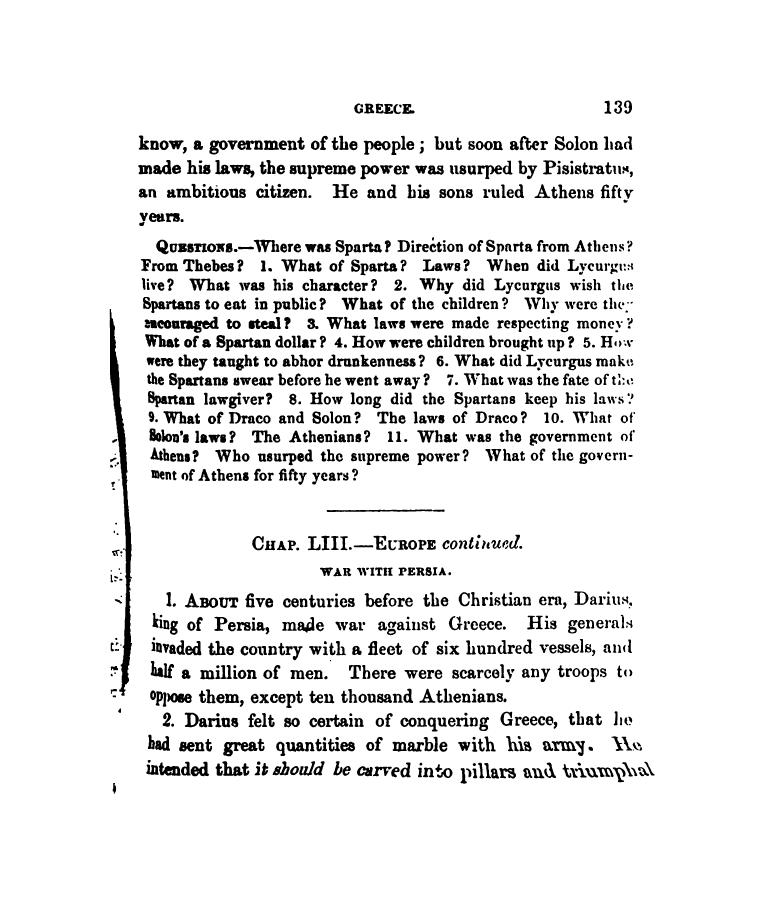 GREECE. 139
know, a government of the people; but soon after Solon had
made his laws, the supreme power was usurped by Pisistratus,
an ambitious citizen. He and his sons ruled Athens fifty
years.
QUESTIONS.—Where was Sparta? Direction of Sparta from Athens?
From Thebes? 1. What of Sparta? Laws? When did Lycurgus
live? What was his character? 2. Why did Lycurgus wish the
Spartans to eat in public? What of the children? Why were they
encouraged to steal? 3. What laws were made respecting money?
What of a Spartan dollar? 4. How were children brought up? 5. How
were they taught to abhor drunkenness? 6. What did Lycurgus make
the Spartans swear before he went away? 7. What was the fate of the
Spartan lawgiver? 8. How long did the Spartans keep his laws?
9. What of Draco and Solon? The laws of Draco? 10. What of
Solon's laws? The Athenians? 11. What was the government of
Athens? Who usurped the supreme power? What of the govern-
ment of Athens for fifty years?
CHAP. LIII.—EUROPE continued.
WAR WITH PERSIA.
1. ABOUT five centuries before the Christian era, Darius,
king of Persia, made war against Greece. His generals
invaded the country with a fleet of six hundred vessels, and
half a million of men. There were scarcely any troops to
oppose them, except ten thousand Athenians.
2. Darius felt so certain of conquering Greece, that he
had sent great quantities of marble with his army. He
intended that it should be carved into pillars and triumphal